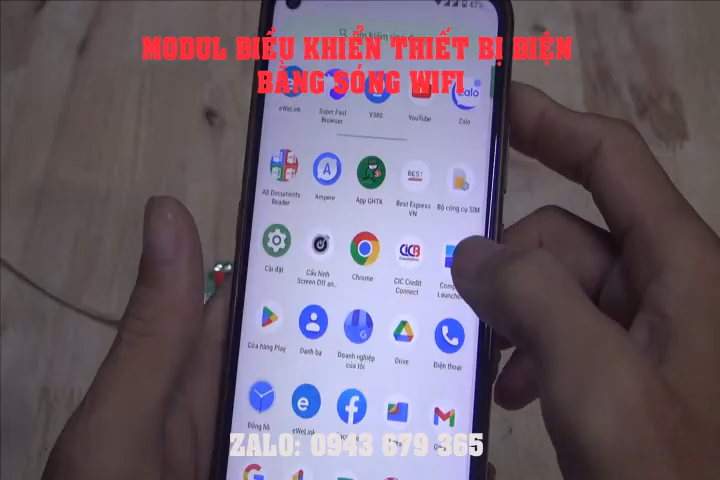 42%
MODUL ĐIỀU KHIỂN THIẾT BỊ ĐIỆN
BẰNG SÓNG WIFI
eWeLink
Super Fast
Browser
V380
YouTube
Zalo
All Documents
Reader
Ampere
App GHTK
Best Express
VN
Bộ công cụ SIM
Cài đặt
Cấu hình
Screen Off an..
Chrome
CIC Credit
Connect
Launcher
Cửa hàng Play
Danh bạ
Doanh nghiệp
của tôi
Drive
Điện thoại
Đồng hồ
eWeLink
ZALO: 0943 679 365